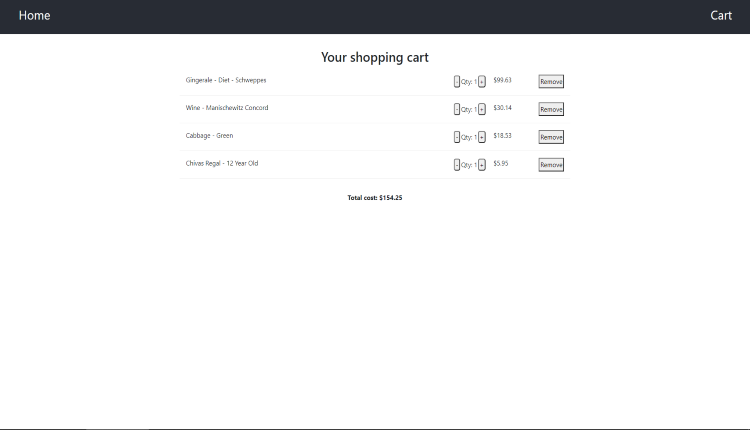 Home Cart
Your shopping cart
Gingerale - Diet - Schweppes - Qty: 1 + $99.63 Remove
Wine - Manischewitz Concord - Qty: 1 + $30.14 Remove
Cabbage - Green - Qty: 1 + $18.53 Remove
Chivas Regal - 12 Year Old - Qty: 1 + $5.95 Remove
Total cost: $154.25